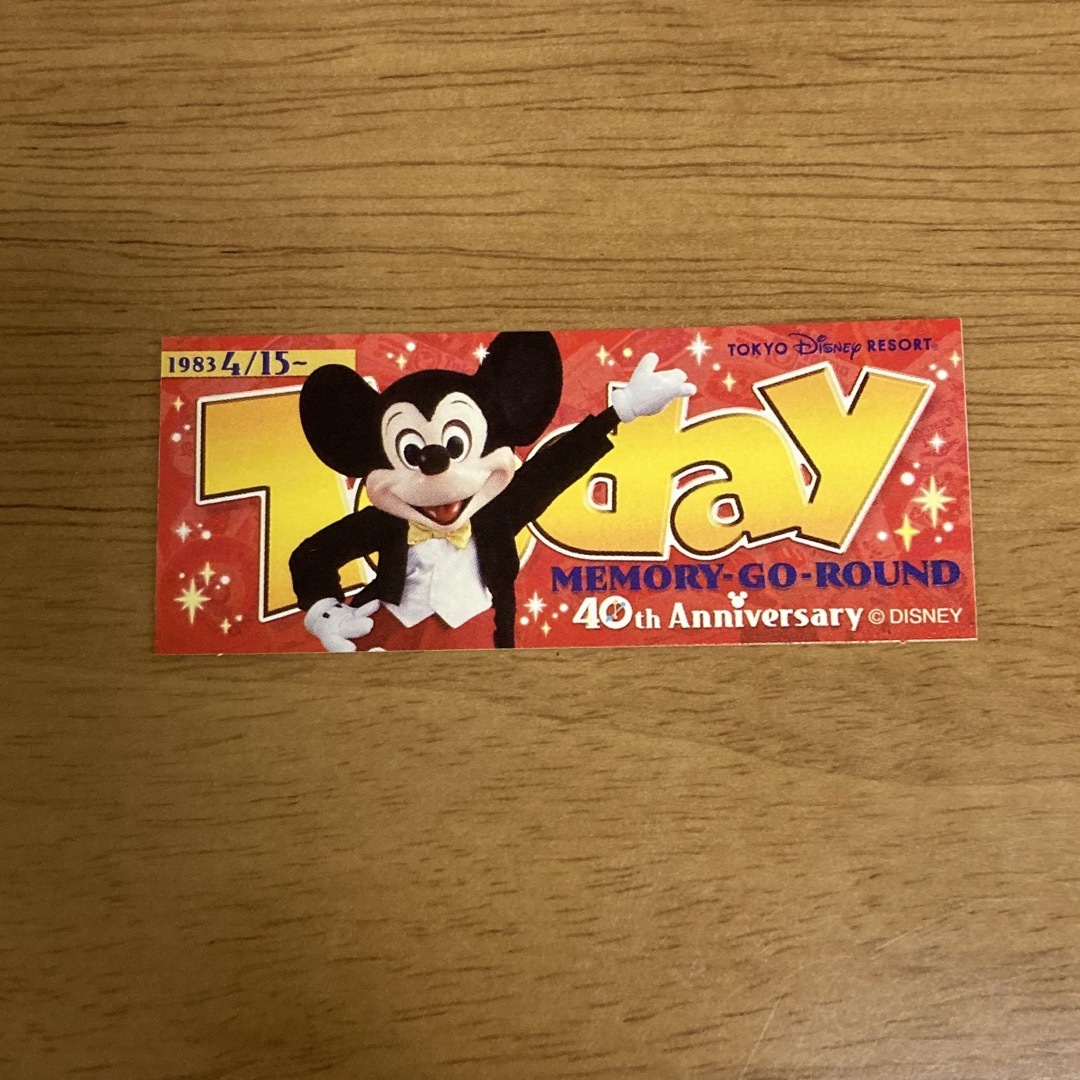 1983 4/15~
TOKYO Disney RESORT®
Today
MEMORY-GO-ROUND
40th Anniversary © DISNEY